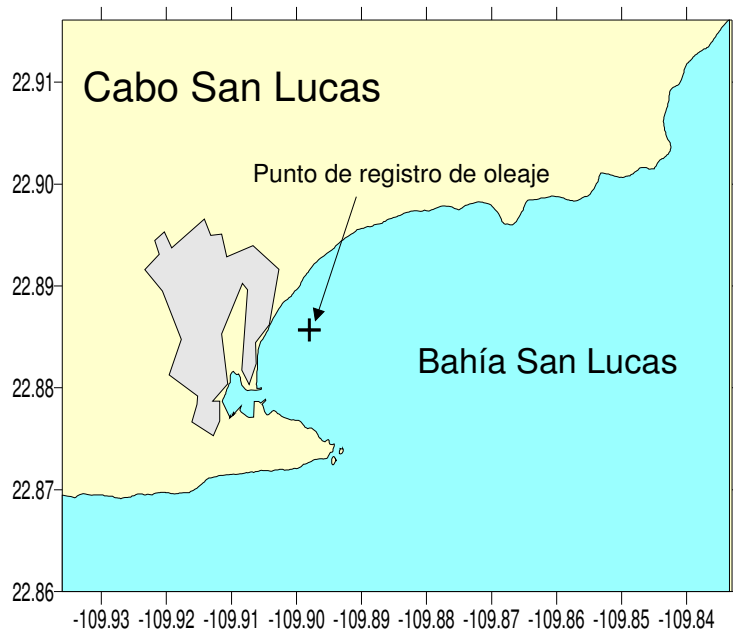 Cabo San Lucas
22.91
Punto de registro de oleaje
22.90
22.89
Bahía San Lucas
22.88
22.87
22.86
-109.93 -109.92 -109.91 -109.90 -109.89 -109.88 -109.87 -109.86 -109.85 -109.84